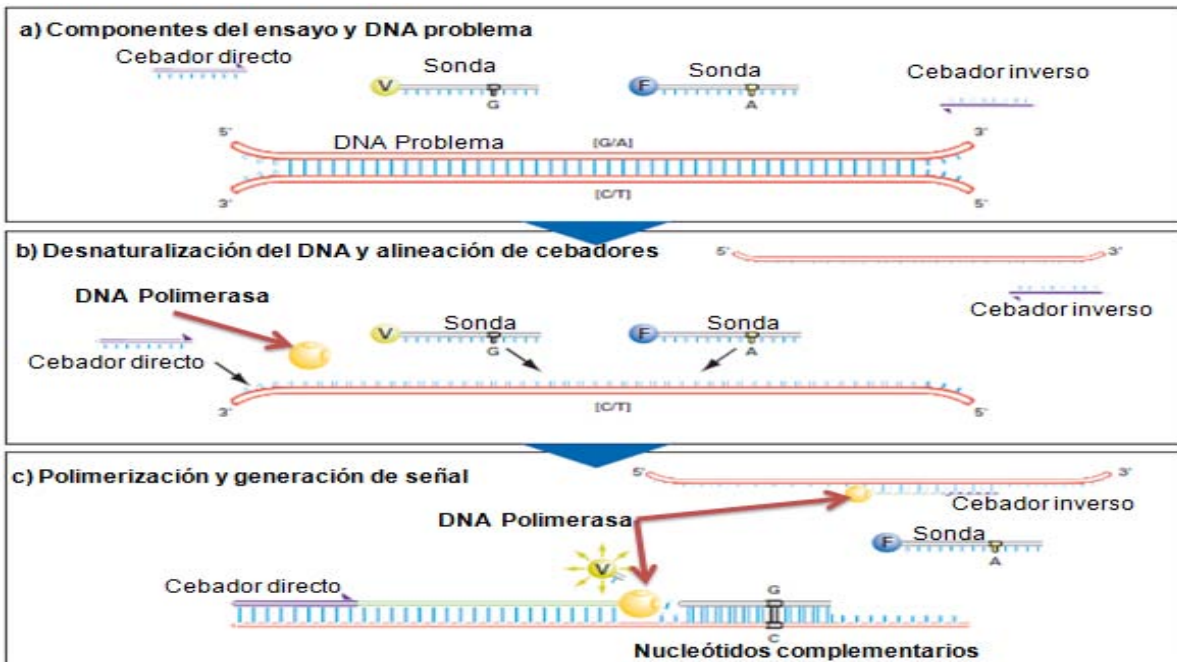 a) Componentes del ensayo y DNA problema
Cebador directo
Sonda
Sonda
Cebador inverso
V
G
F
A
5'
DNA Problema
[G/A]
3'
3'
[C/T]
5'
b) Desnaturalización del DNA y alineación de cebadores
5'
3'
DNA Polimerasa
Cebador inverso
V
Sonda
G
F
Sonda
A
Cebador directo
3'
[C/T]
5'
c) Polimerización y generación de señal
5'
3'
Cebador inverso
DNA Polimerasa
F
Sonda
A
V
Cebador directo
G
C
Nucleótidos complementarios